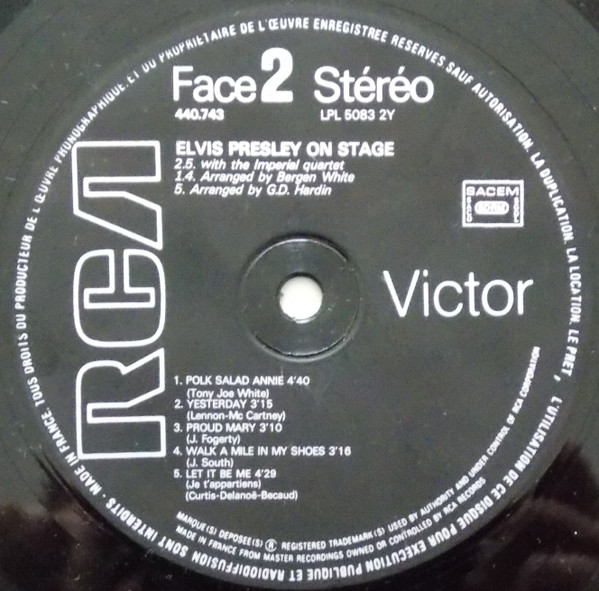 Face 2 Stéréo
440.743 LPL 5083 2Y
ELVIS PRESLEY ON STAGE
2.5. with the Imperial quartet
1.4. Arranged by Bergen White
5. Arranged by G.D. Hardin
SACEM
RCA
Victor
1. POLK SALAD ANNIE 4'40
(Tony Joe White)
2. YESTERDAY 3'15
(Lennon-Mc Cartney)
3. PROUD MARY 3'10
(J. Fogerty)
4. WALK A MILE IN MY SHOES 3'16
(J. South)
5. LET IT BE ME 4'29
(Je t'appartiens)
(Curtis-Delanoë-Becaud)
MARQUE(S) DEPOSEE(S) ® REGISTERED TRADEMARK(S) USED BY AUTHORITY AND UNDER CONTROL OF RCA CORPORATION
MADE IN FRANCE FROM MASTER RECORDINGS OWNED OR CONTROLLED BY RCA RECORDS
MADE IN FRANCE. TOUS DROITS DU PRODUCTEUR DE L'ŒUVRE PHONOGRAPHIQUE ET DU PROPRIETAIRE DE L'ŒUVRE ENREGISTREE RESERVES SAUF AUTORISATION. LA DUPLICATION. LA LOCATION. LE PRET, L'UTILISATION DE CE DISQUE POUR EXECUTION PUBLIQUE ET RADIODIFFUSION SONT INTERDITS -